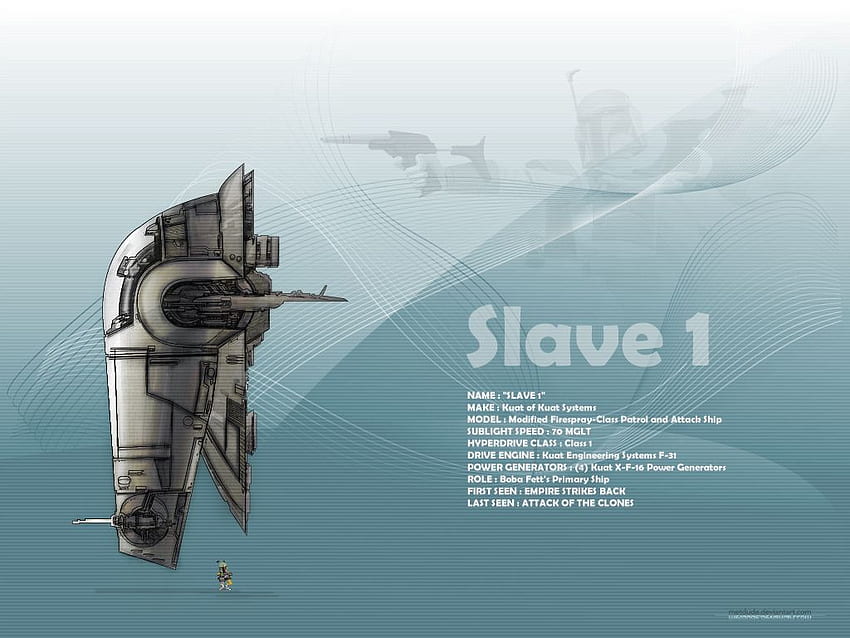 Slave 1
NAME : "SLAVE 1"
MAKE : Kuat of Kuat Systems
MODEL : Modified Firespray-Class Patrol and Attack Ship
SUBLIGHT SPEED : 70 MGLT
HYPERDRIVE CLASS : Class 1
DRIVE ENGINE : Kuat Engineering Systems F-31
POWER GENERATORS : (4) Kuat X-F-16 Power Generators
ROLE : Boba Fett's Primary Ship
FIRST SEEN : EMPIRE STRIKES BACK
LAST SEEN : ATTACK OF THE CLONES